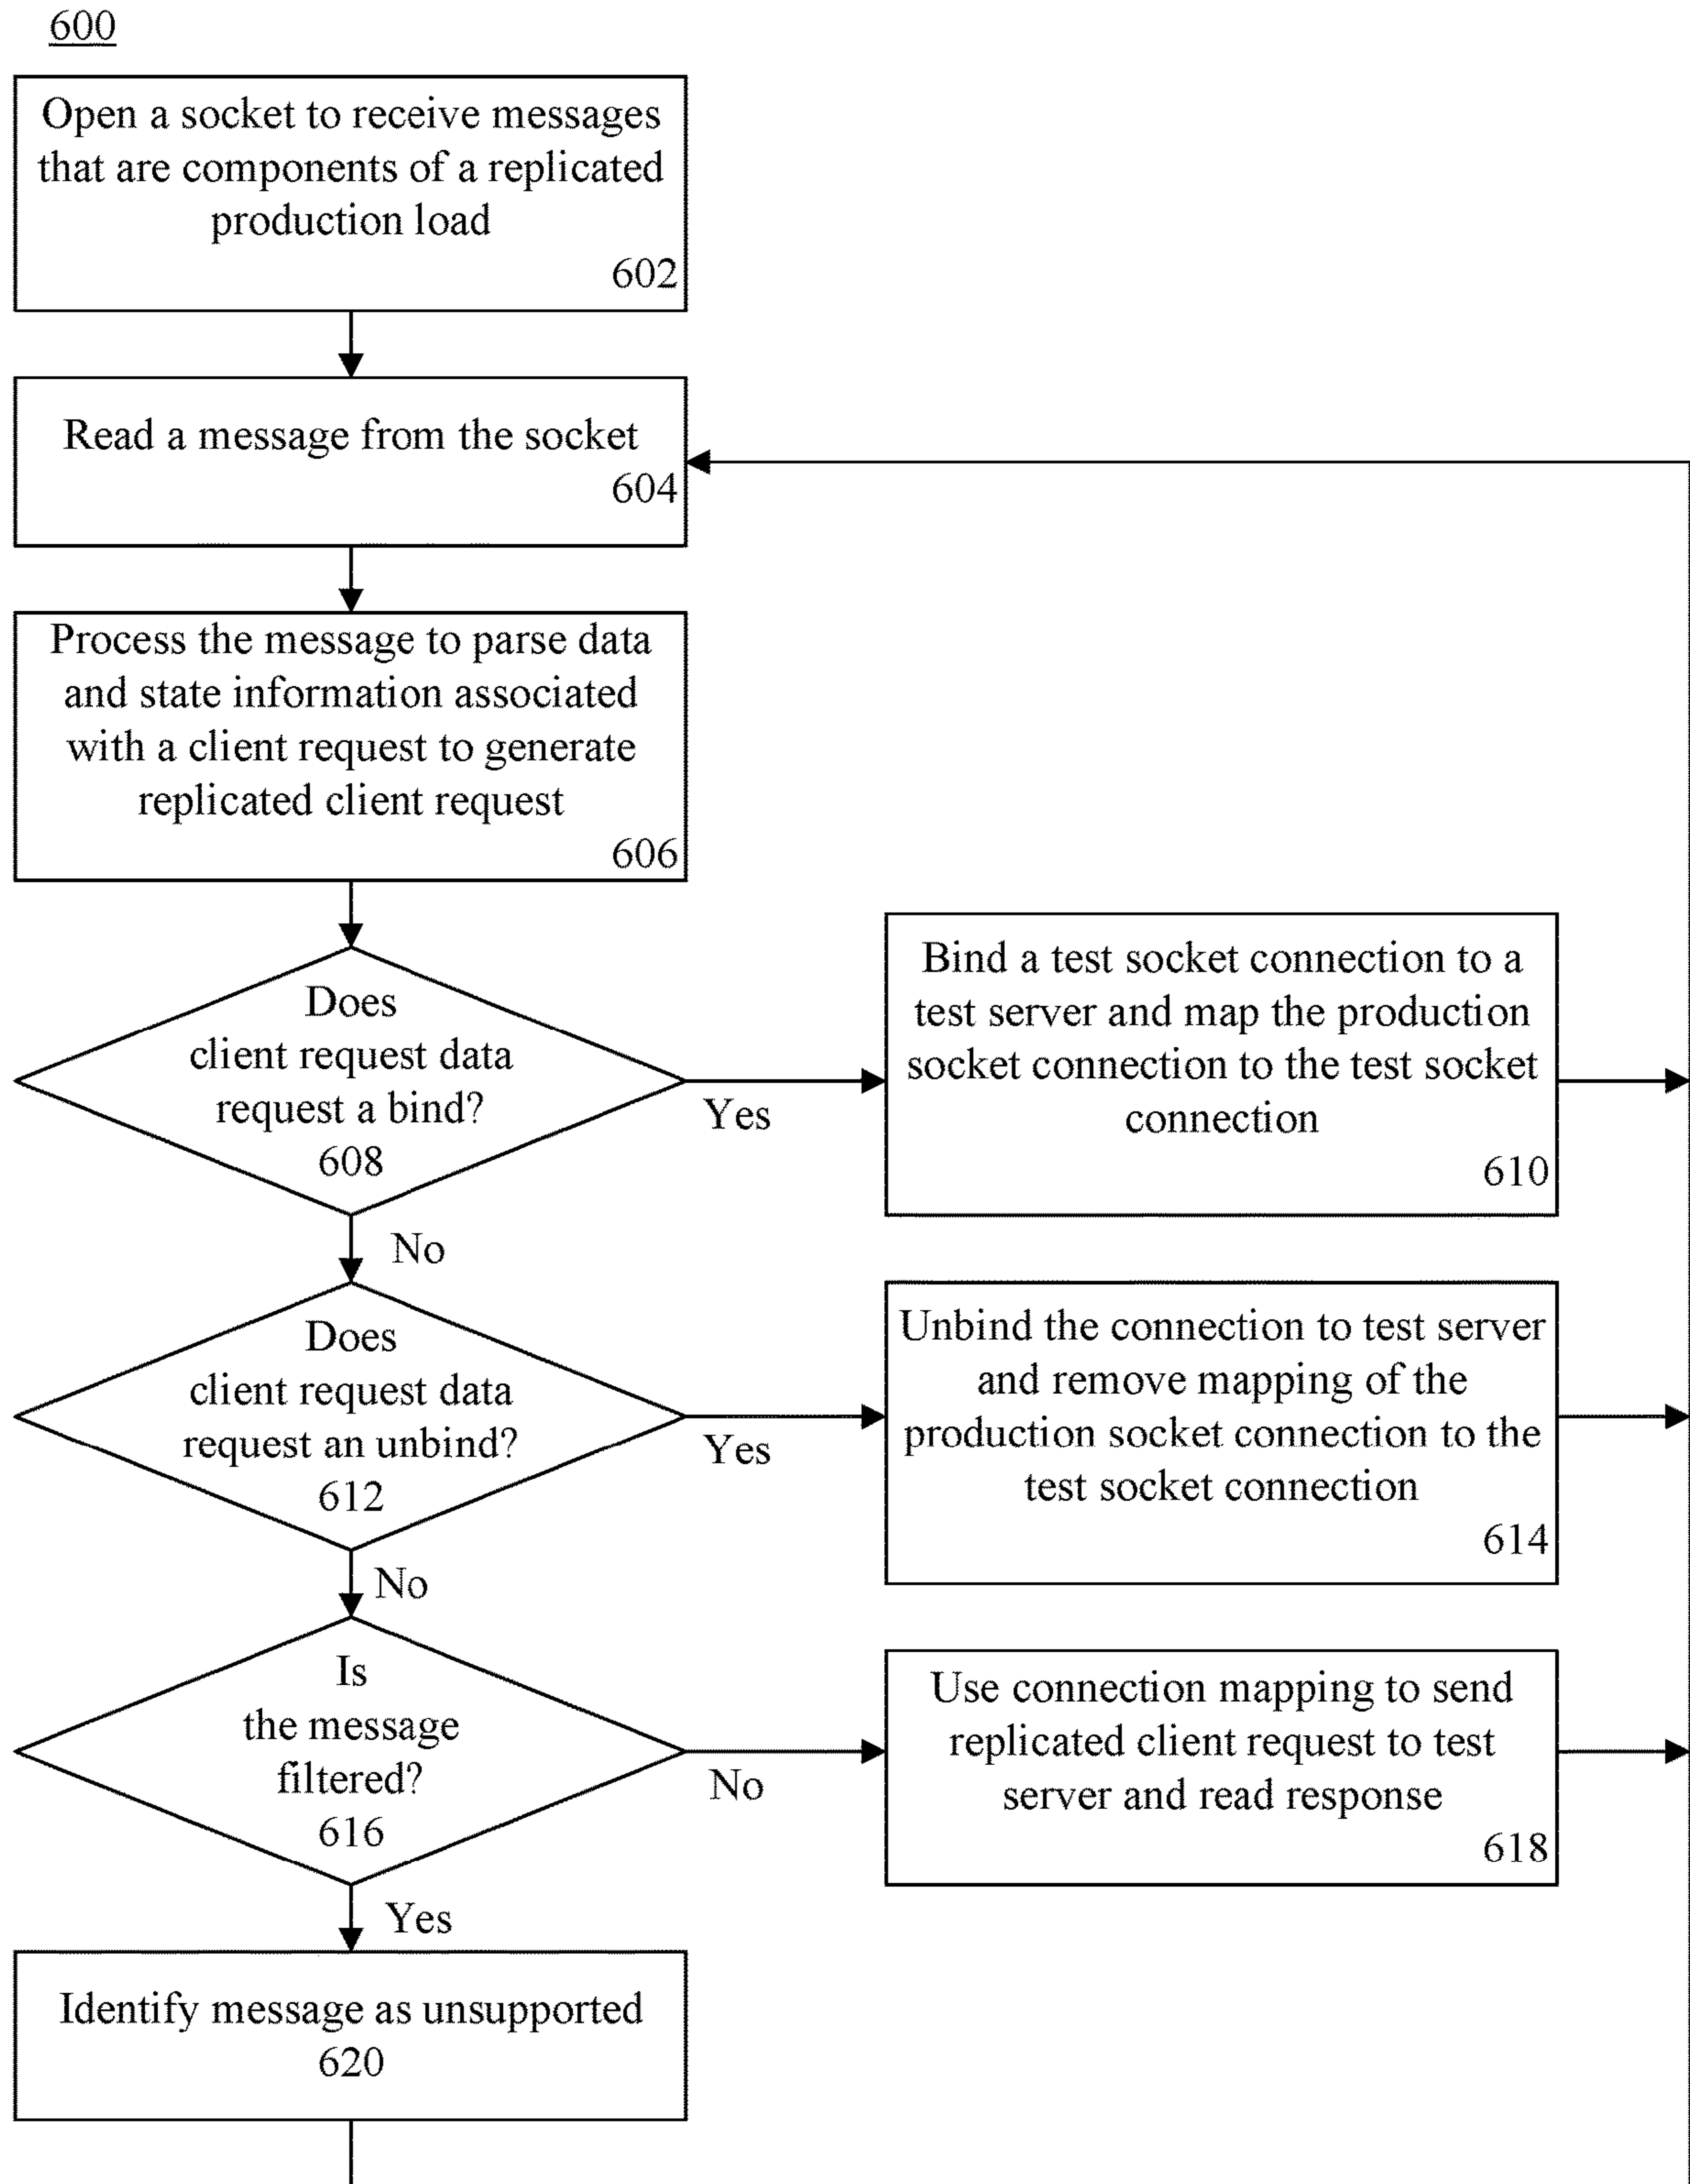 600
Open a socket to receive messages
that are components of a replicated
production load
602
Read a message from the socket
604
Process the message to parse data
and state information associated
with a client request to generate
replicated client request
606
Does
client request data
request a bind?
608
Yes
No
Bind a test socket connection to a
test server and map the production
socket connection to the test socket
connection
610
Does
client request data
request an unbind?
612
Yes
No
Unbind the connection to test server
and remove mapping of the
production socket connection to the
test socket connection
614
Is
the message
filtered?
616
No
Yes
Use connection mapping to send
replicated client request to test
server and read response
618
Identify message as unsupported
620